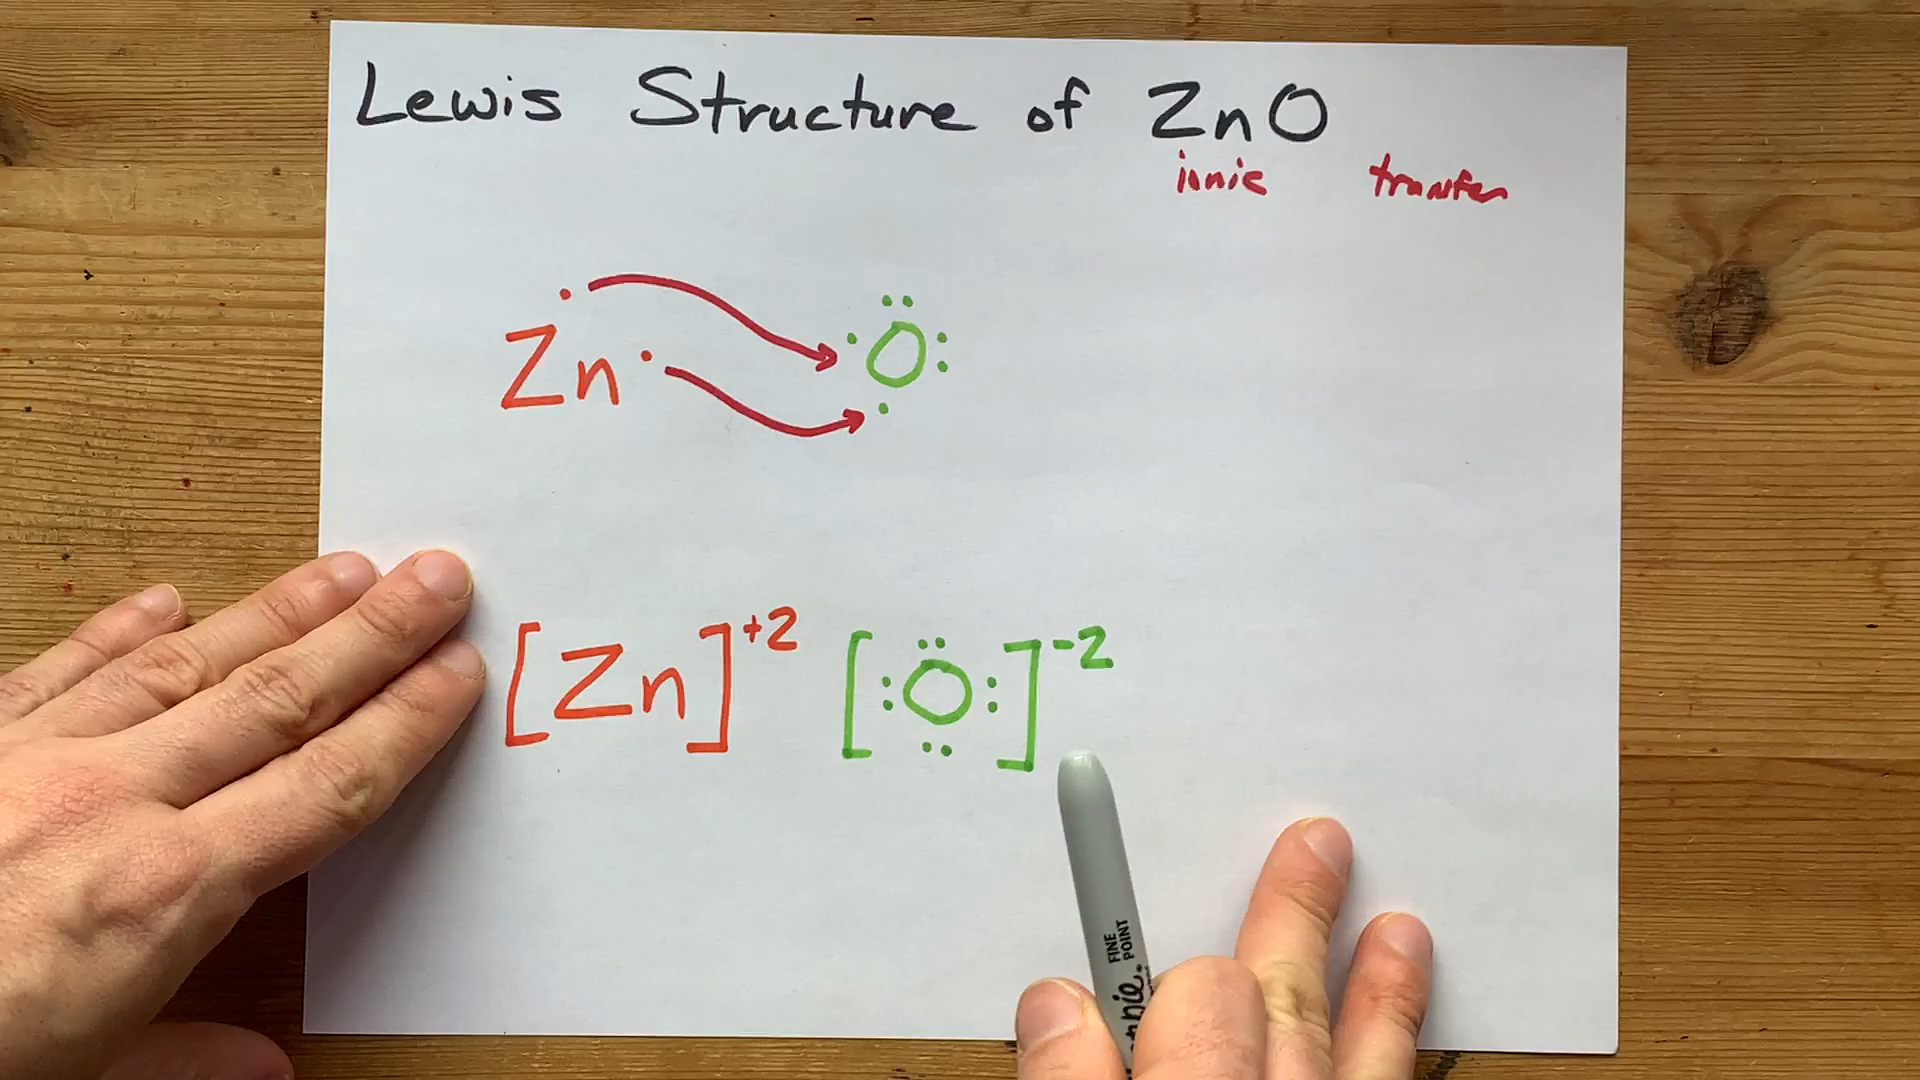 Lewis Structure of ZnO
ionic transfer
Zn O
[Zn]+2 [O]-2
FINE POINT